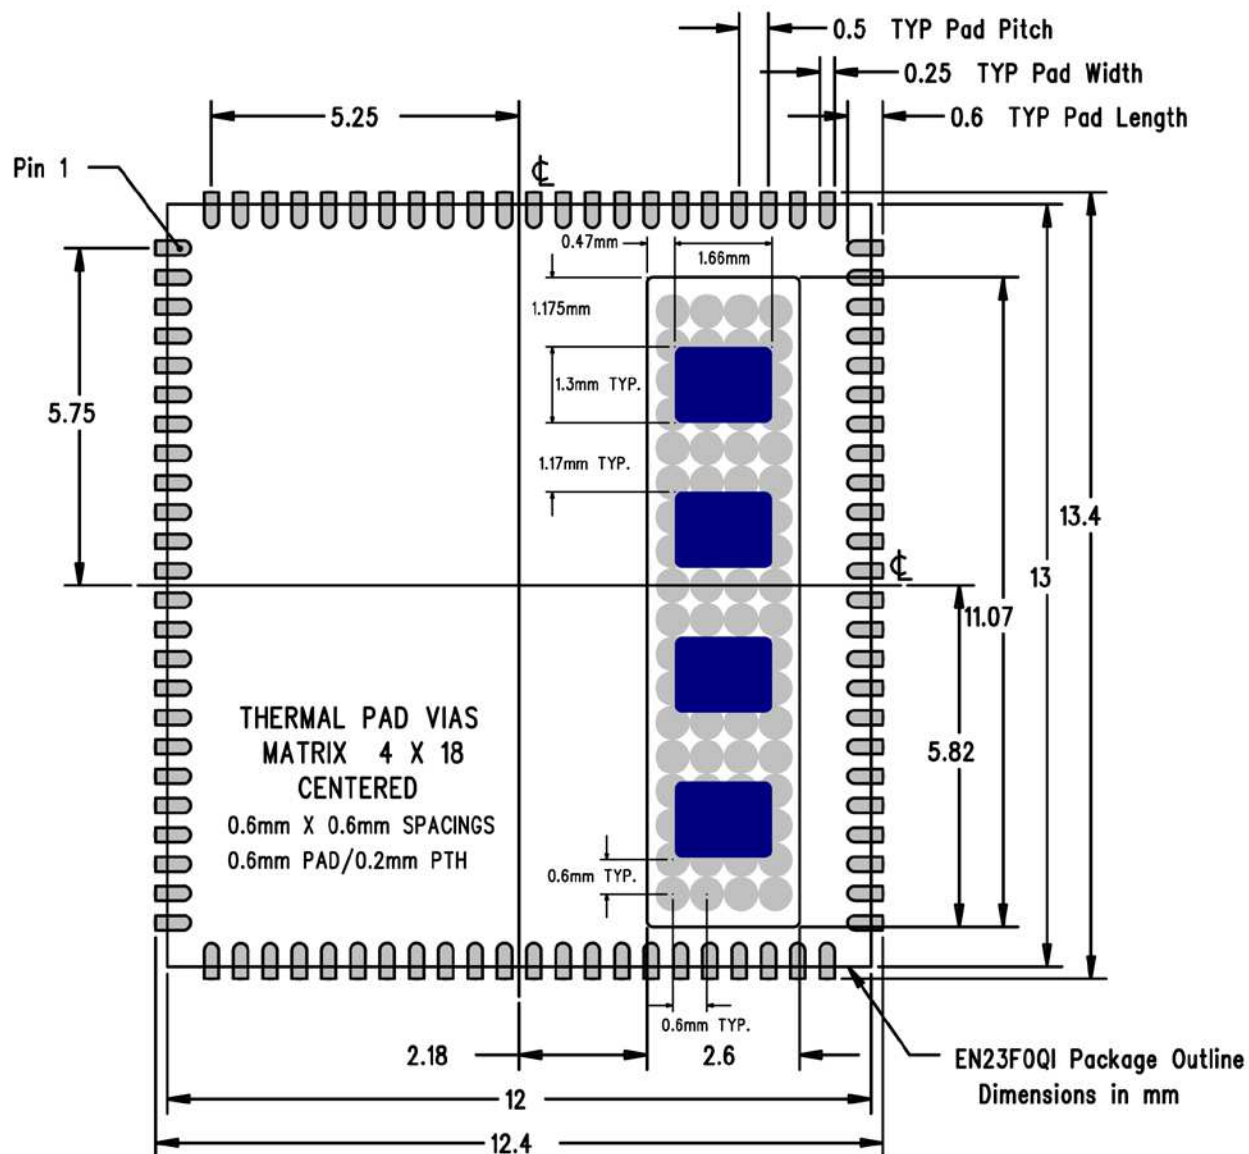 0.5 TYP Pad Pitch
0.25 TYP Pad Width
5.25
0.6 TYP Pad Length
Pin 1
℄
0.47mm
1.66mm
1.175mm
1.3mm TYP.
5.75
1.17mm TYP.
13.4
℄
13
11.07
THERMAL PAD VIAS
MATRIX 4 X 18
CENTERED
0.6mm X 0.6mm SPACINGS
0.6mm PAD/0.2mm PTH
5.82
0.6mm TYP.
0.6mm TYP.
2.18
2.6
EN23F0QI Package Outline
Dimensions in mm
12
12.4